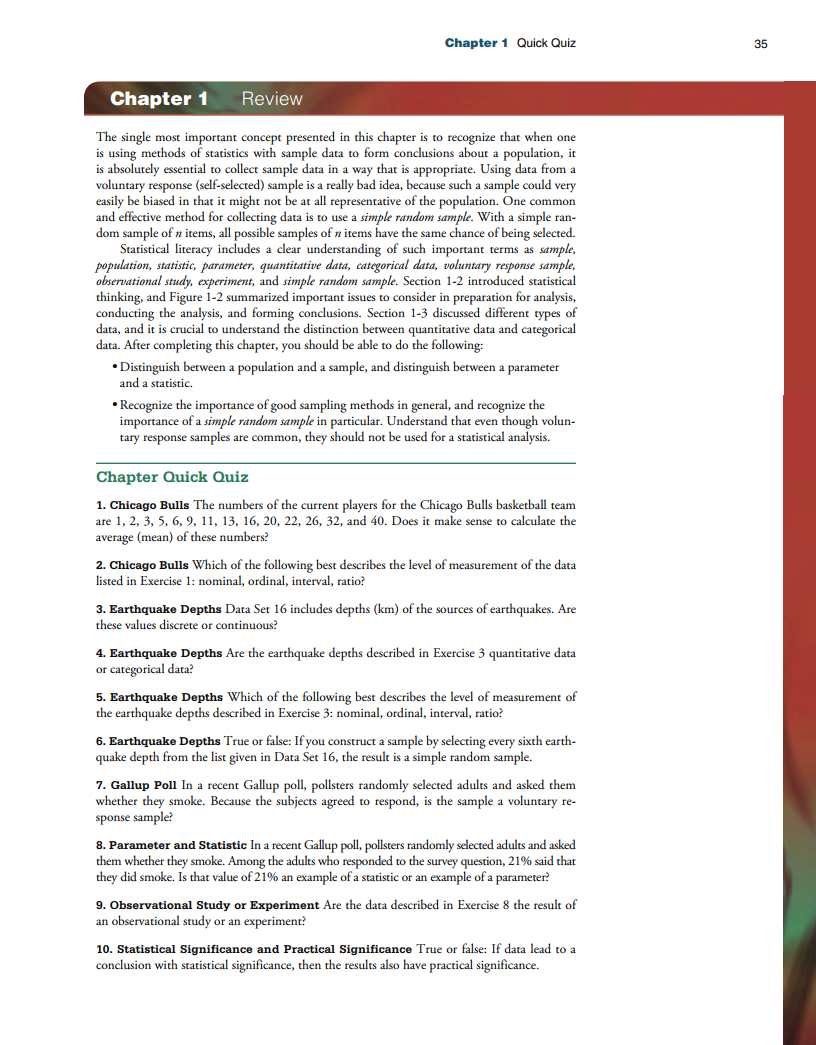 Chapter 1 Quick Quiz 35
Chapter 1 Review
The single most important concept presented in this chapter is to recognize that when one
is using methods of statistics with sample data to form conclusions about a population, it
is absolutely essential to collect sample data in a way that is appropriate. Using data from a
voluntary response (self-selected) sample is a really bad idea, because such a sample could very
easily be biased in that it might not be at all representative of the population. One common
and effective method for collecting data is to use a simple random sample. With a simple ran-
dom sample of n items, all possible samples of n items have the same chance of being selected.
Statistical literacy includes a clear understanding of such important terms as sample,
population, statistic, parameter, quantitative data, categorical data, voluntary response sample,
observational study, experiment, and simple random sample. Section 1-2 introduced statistical
thinking, and Figure 1-2 summarized important issues to consider in preparation for analysis,
conducting the analysis, and forming conclusions. Section 1-3 discussed different types of
data, and it is crucial to understand the distinction between quantitative data and categorical
data. After completing this chapter, you should be able to do the following:
• Distinguish between a population and a sample, and distinguish between a parameter
and a statistic.
• Recognize the importance of good sampling methods in general, and recognize the
importance of a simple random sample in particular. Understand that even though volun-
tary response samples are common, they should not be used for a statistical analysis.
Chapter Quick Quiz
1. Chicago Bulls The numbers of the current players for the Chicago Bulls basketball team
are 1, 2, 3, 5, 6, 9, 11, 13, 16, 20, 22, 26, 32, and 40. Does it make sense to calculate the
average (mean) of these numbers?
2. Chicago Bulls Which of the following best describes the level of measurement of the data
listed in Exercise 1: nominal, ordinal, interval, ratio?
3. Earthquake Depths Data Set 16 includes depths (km) of the sources of earthquakes. Are
these values discrete or continuous?
4. Earthquake Depths Are the earthquake depths described in Exercise 3 quantitative data
or categorical data?
5. Earthquake Depths Which of the following best describes the level of measurement of
the earthquake depths described in Exercise 3: nominal, ordinal, interval, ratio?
6. Earthquake Depths True or false: If you construct a sample by selecting every sixth earth-
quake depth from the list given in Data Set 16, the result is a simple random sample.
7. Gallup Poll In a recent Gallup poll, pollsters randomly selected adults and asked them
whether they smoke. Because the subjects agreed to respond, is the sample a voluntary re-
sponse sample?
8. Parameter and Statistic In a recent Gallup poll, pollsters randomly selected adults and asked
them whether they smoke. Among the adults who responded to the survey question, 21% said that
they did smoke. Is that value of 21% an example of a statistic or an example of a parameter?
9. Observational Study or Experiment Are the data described in Exercise 8 the result of
an observational study or an experiment?
10. Statistical Significance and Practical Significance True or false: If data lead to a
conclusion with statistical significance, then the results also have practical significance.